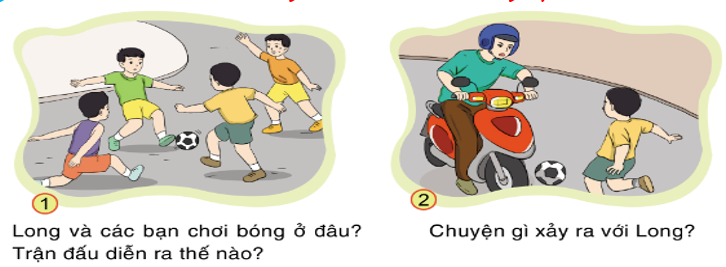 1
2
Long và các bạn chơi bóng ở đâu?
Trận đấu diễn ra thế nào?
Chuyện gì xảy ra với Long?